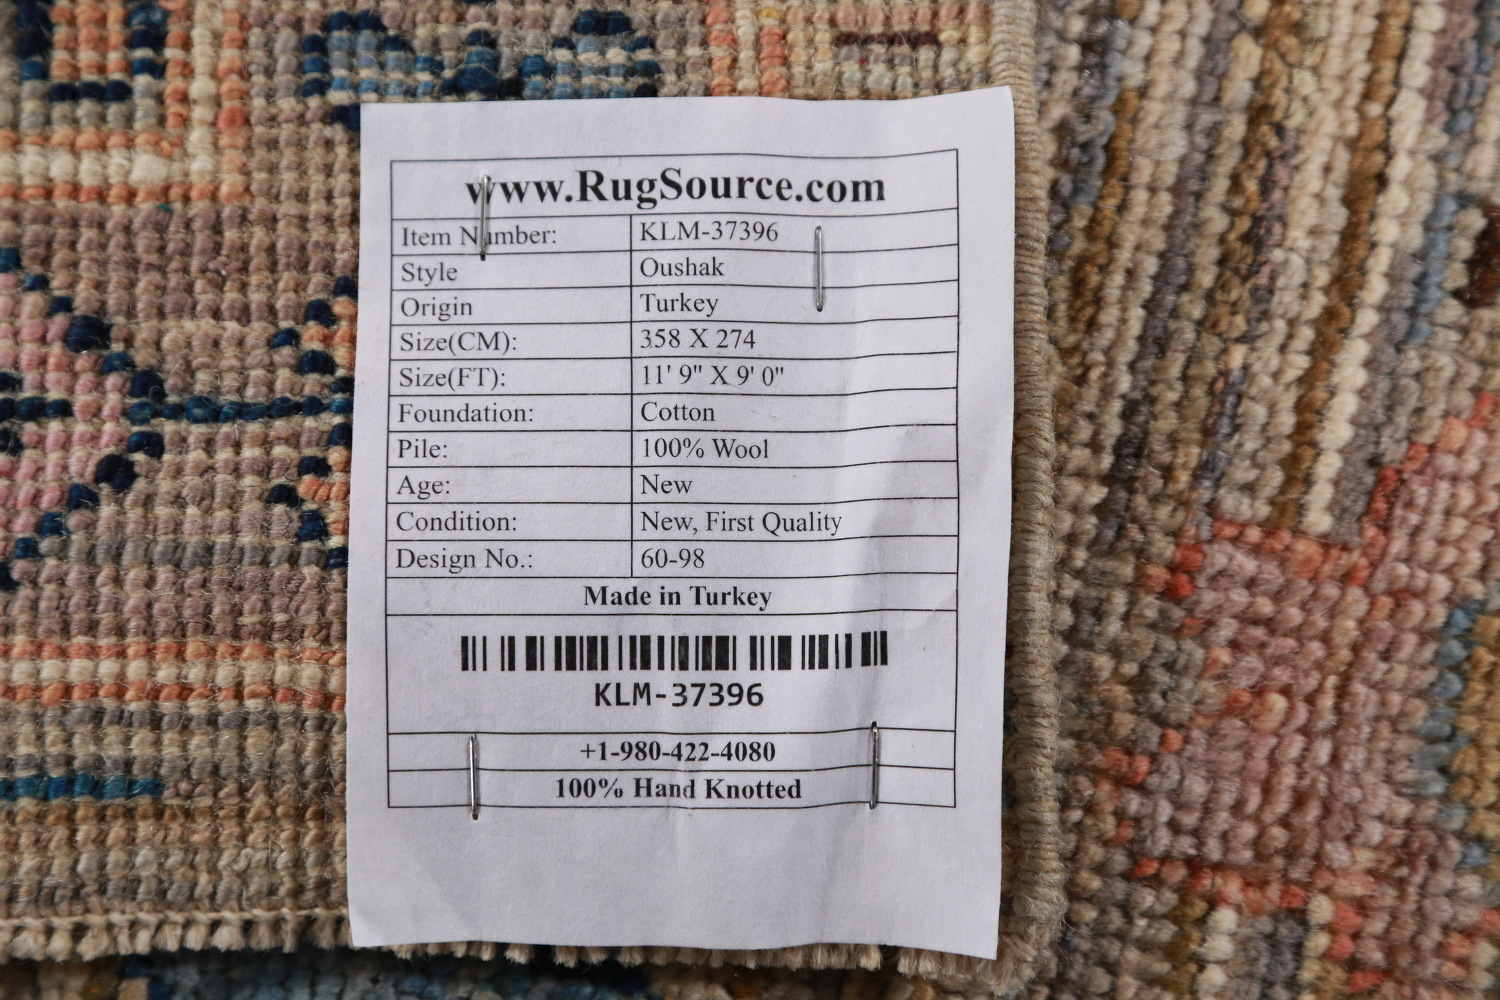 www.RugSource.com
Item Number: KLM-37396
Style Oushak
Origin Turkey
Size(CM): 358 X 274
Size(FT): 11' 9" X 9' 0"
Foundation: Cotton
Pile: 100% Wool
Age: New
Condition: New, First Quality
Design No.: 60-98
Made in Turkey
KLM-37396
+1-980-422-4080
100% Hand Knotted